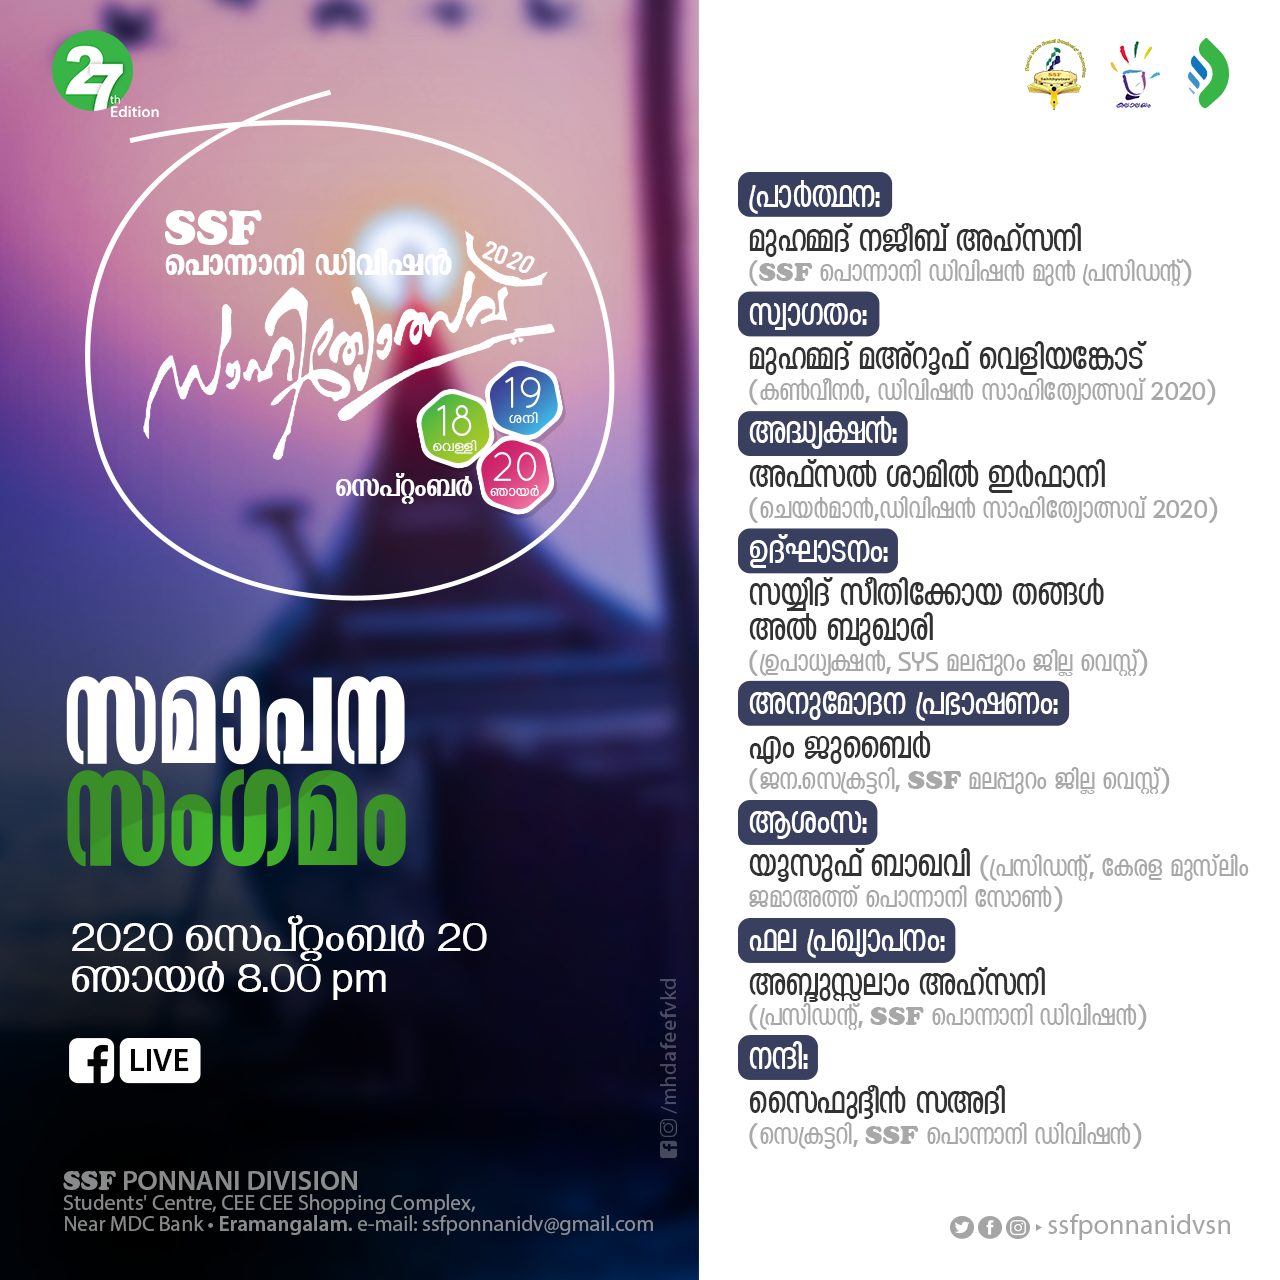 27th
Edition
SSF
പൊന്നാനി ഡിവിഷൻ
സാഹിത്യോത്സവ്
2020
18
വെള്ളി
19
ശനി
20
ഞായർ
സെപ്റ്റംബർ
സമാപന
സംഗമം
2020 സെപ്റ്റംബർ 20
ഞായർ 8.00 pm
LIVE
/mhdafeefvkd
SSF PONNANI DIVISION
Students' Centre, CEE CEE Shopping Complex,
Near MDC Bank • Eramangalam. e-mail: ssfponnanidv@gmail.com
കലാലയം
പ്രാർത്ഥന:
മുഹമ്മദ് നജീബ് അഹ്സനി
(SSF പൊന്നാനി ഡിവിഷൻ മുൻ പ്രസിഡന്റ്)
സ്വാഗതം:
മുഹമ്മദ് മഅ്റൂഫ് വെളിയങ്കോട്
(കൺവീനർ, ഡിവിഷൻ സാഹിത്യോത്സവ് 2020)
അദ്ധ്യക്ഷൻ:
അഫ്സൽ ശാമിൽ ഇർഫാനി
(ചെയർമാൻ,ഡിവിഷൻ സാഹിത്യോത്സവ് 2020)
ഉദ്ഘാടനം:
സയ്യിദ് സീതിക്കോയ തങ്ങൾ
അൽ ബുഖാരി
(ഉപാധ്യക്ഷൻ, SYS മലപ്പുറം ജില്ല വെസ്റ്റ്)
അനുമോദന പ്രഭാഷണം:
എം ജുബൈർ
(ജന.സെക്രട്ടറി, SSF മലപ്പുറം ജില്ല വെസ്റ്റ്)
ആശംസ:
യൂസുഫ് ബാഖവി (പ്രസിഡന്റ്, കേരള മുസ്‌ലിം
ജമാഅത്ത് പൊന്നാനി സോൺ)
ഫല പ്രഖ്യാപനം:
അബ്ദുസ്സലാം അഹ്സനി
(പ്രസിഡന്റ്, SSF പൊന്നാനി ഡിവിഷൻ)
നന്ദി:
സൈഫുദ്ദീൻ സഅദി
(സെക്രട്ടറി, SSF പൊന്നാനി ഡിവിഷൻ)
ssfponnanidvsn